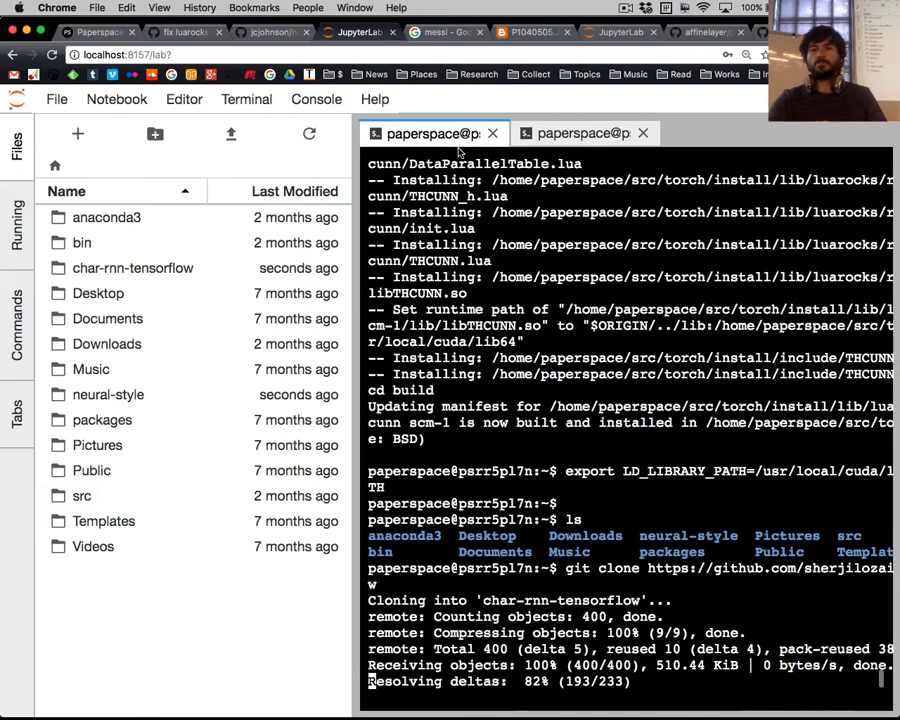 Chrome File Edit View History Bookmarks People Window Help 100%
Paperspace fix luarocks jcjohnson/n JupyterLab messi - Goo P1040505. JupyterLab affinelayer/
localhost:8157/lab?
$ News Places Research Collect Topics Music Read Works
File Notebook Editor Terminal Console Help
Files
Running
Commands
Tabs
Name Last Modified
anaconda3 2 months ago
bin 2 months ago
char-rnn-tensorflow seconds ago
Desktop 7 months ago
Documents 7 months ago
Downloads 7 months ago
Music 7 months ago
neural-style seconds ago
packages 7 months ago
Pictures 7 months ago
Public 7 months ago
src 2 months ago
Templates 7 months ago
Videos 7 months ago
paperspace@ps paperspace@ps
cunn/DataParallelTable.lua
-- Installing: /home/paperspace/src/torch/install/lib/luarocks/r
cunn/THCUNN_h.lua
-- Installing: /home/paperspace/src/torch/install/lib/luarocks/r
cunn/init.lua
-- Installing: /home/paperspace/src/torch/install/lib/luarocks/r
cunn/THCUNN.lua
-- Installing: /home/paperspace/src/torch/install/lib/luarocks/r
libTHCUNN.so
-- Set runtime path of "/home/paperspace/src/torch/install/lib/l
cm-1/lib/libTHCUNN.so" to "$ORIGIN/../lib:/home/paperspace/src/t
r/local/cuda/lib64"
-- Installing: /home/paperspace/src/torch/install/include/THCUNN
-- Installing: /home/paperspace/src/torch/install/include/THCUNN
cd build
Updating manifest for /home/paperspace/src/torch/install/lib/lua
cunn scm-1 is now built and installed in /home/paperspace/src/to
e: BSD)
paperspace@psrr5pl7n:~$ export LD_LIBRARY_PATH=/usr/local/cuda/l
TH
paperspace@psrr5pl7n:~$
paperspace@psrr5pl7n:~$ ls
anaconda3 Desktop Downloads neural-style Pictures src
bin Documents Music packages Public Templat
paperspace@psrr5pl7n:~$ git clone https://github.com/sherjilozai
w
Cloning into 'char-rnn-tensorflow'...
remote: Counting objects: 400, done.
remote: Compressing objects: 100% (9/9), done.
remote: Total 400 (delta 5), reused 10 (delta 4), pack-reused 38
Receiving objects: 100% (400/400), 510.44 KiB | 0 bytes/s, done.
Resolving deltas: 82% (193/233)